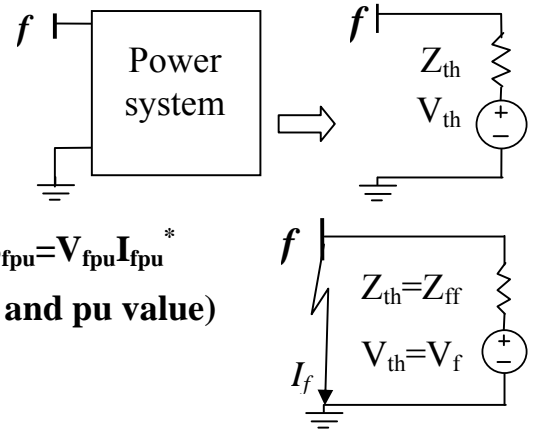 f
Power
system
f
Z_th
V_th
fpu=V_fpu I_fpu^*
and pu value)
f
Z_th=Z_ff
V_th=V_f
I_f